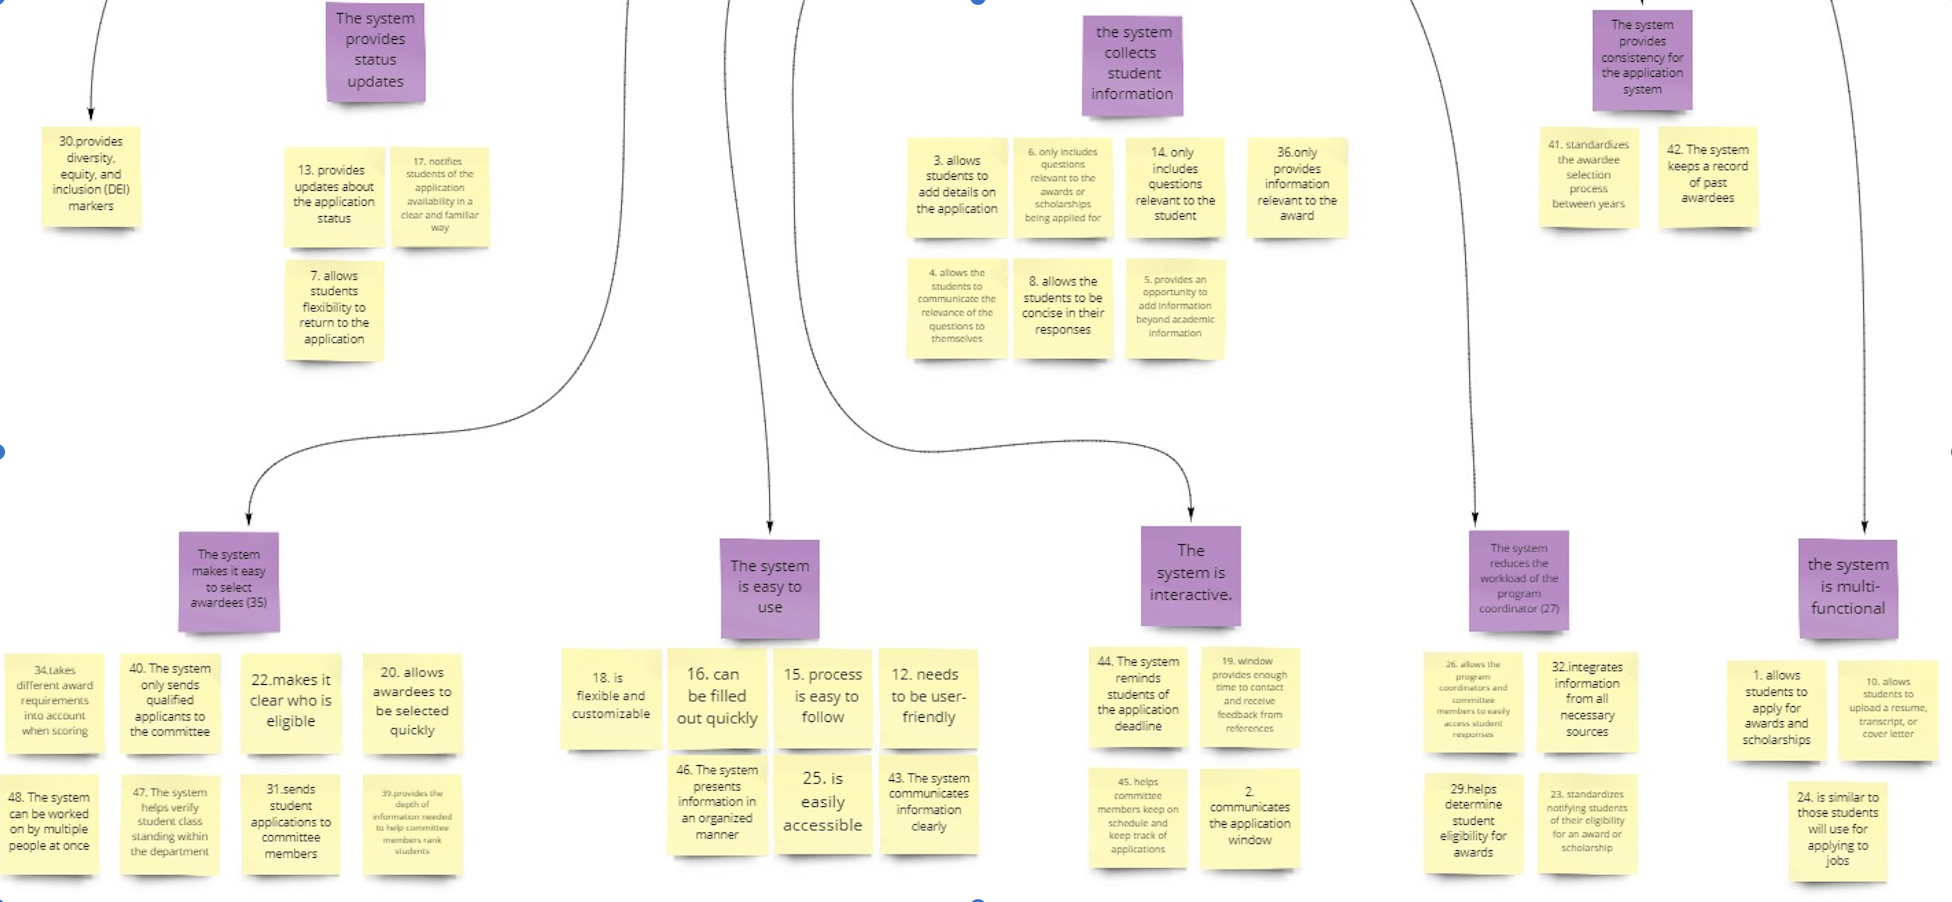 The system
provides
status
updates
the system
collects
student
information
The system
provides
consistency for
the application
system
30.provides
diversity,
equity, and
inclusion (DEI)
markers
13. provides
updates about
the application
status
17. notifies
students of the
application
availability in a
clear and familiar
way
7. allows
students
flexibility to
return to the
application
3. allows
students to
add details on
the application
6. only includes
questions
relevant to the
awards or
scholarships
being applied for
14. only
includes
questions
relevant to the
student
36.only
provides
information
relevant to the
award
4. allows the
students to
communicate the
relevance of the
questions to
themselves
8. allows the
students to be
concise in their
responses
5. provides an
opportunity to
add information
beyond academic
information
41. standardizes
the awardee
selection
process
between years
42. The system
keeps a record
of past
awardees
The system
makes it easy
to select
awardees (35)
34.takes
different award
requirements
into account
when scoring
40. The system
only sends
qualified
applicants to
the committee
22.makes it
clear who is
eligible
20. allows
awardees to
be selected
quickly
48. The system
can be worked
on by multiple
people at once
47. The system
helps verify
student class
standing within
the department
31.sends
student
applications to
committee
members
39.provides the
depth of
information needed
to help committee
members rank
students
The system
is easy to
use
18. is
flexible and
customizable
16. can
be filled
out quickly
15. process
is easy to
follow
12. needs
to be user-
friendly
46. The system
presents
information in
an organized
manner
25. is
easily
accessible
43. The system
communicates
information
clearly
The
system is
interactive.
44. The system
reminds
students of
the application
deadline
19. window
provides enough
time to contact
and receive
feedback from
references
45. helps
committee
members keep on
schedule and
keep track of
applications
2.
communicates
the application
window
The system
reduces the
workload of the
program
coordinator (27)
26. allows the
program
coordinators and
committee
members to easily
access student
responses
32.integrates
information
from all
necessary
sources
29.helps
determine
student
eligibility for
awards
23. standardizes
notifying students
of their eligibility
for an award or
scholarship
the system
is multi-
functional
1. allows
students to
apply for
awards and
scholarships
10. allows
students to
upload a resume,
transcript, or
cover letter
24. is similar to
those students
will use for
applying to
jobs